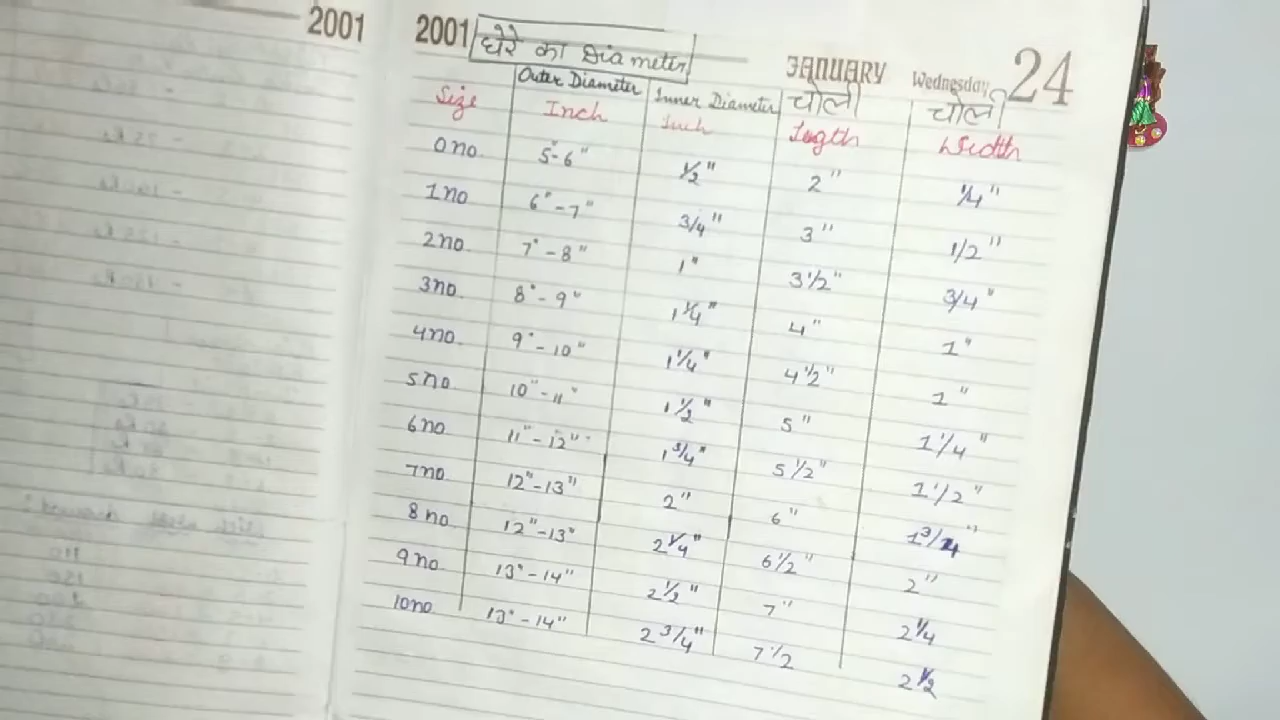 2001
2001 घेरे का Diameter JANUARY Wednesday 24
Size Outer Diameter Inch Inner Diameter Inch चोली Length चोली Width
0 no. 5"-6" 1/2" 2" 1/4"
1 no 6"-7" 3/4" 3" 1/2"
2 no. 7"-8" 1" 3 1/2" 3/4"
3 no. 8"-9" 1 1/4" 4" 1"
4 no. 9"-10" 1 1/4" 4 1/2" 1"
5 no 10"-11" 1 1/2" 5" 1 1/4"
6 no. 11"-12" 1 3/4" 5 1/2" 1 1/2"
7 no. 12"-13" 2" 6" 1 3/4"
8 no. 12"-13" 2 1/4" 6 1/2" 2"
9 no. 13"-14" 2 1/2" 7" 2 1/4
10 no 13"-14" 2 3/4" 7 1/2 2 1/2